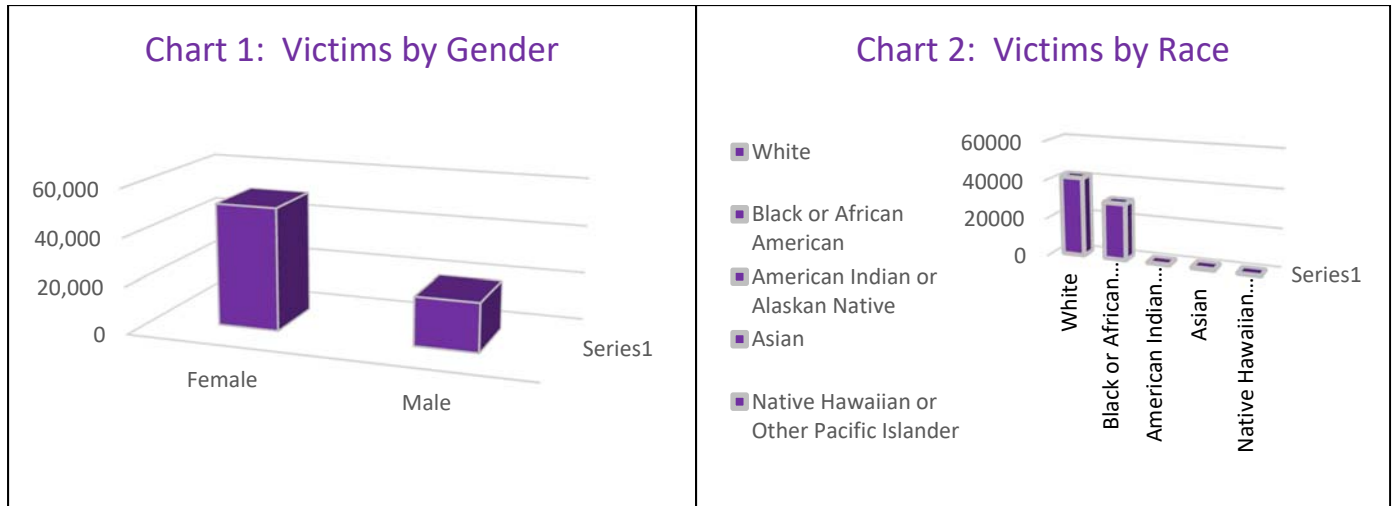 Chart 1:  Victims by Gender
60,000
40,000
20,000
0
Female
Male
Series1
Chart 2:  Victims by Race
White
Black or African
American
American Indian or
Alaskan Native
Asian
Native Hawaiian or
Other Pacific Islander
60000
40000
20000
0
White
Black or African…
American Indian…
Asian
Native Hawaiian…
Series1